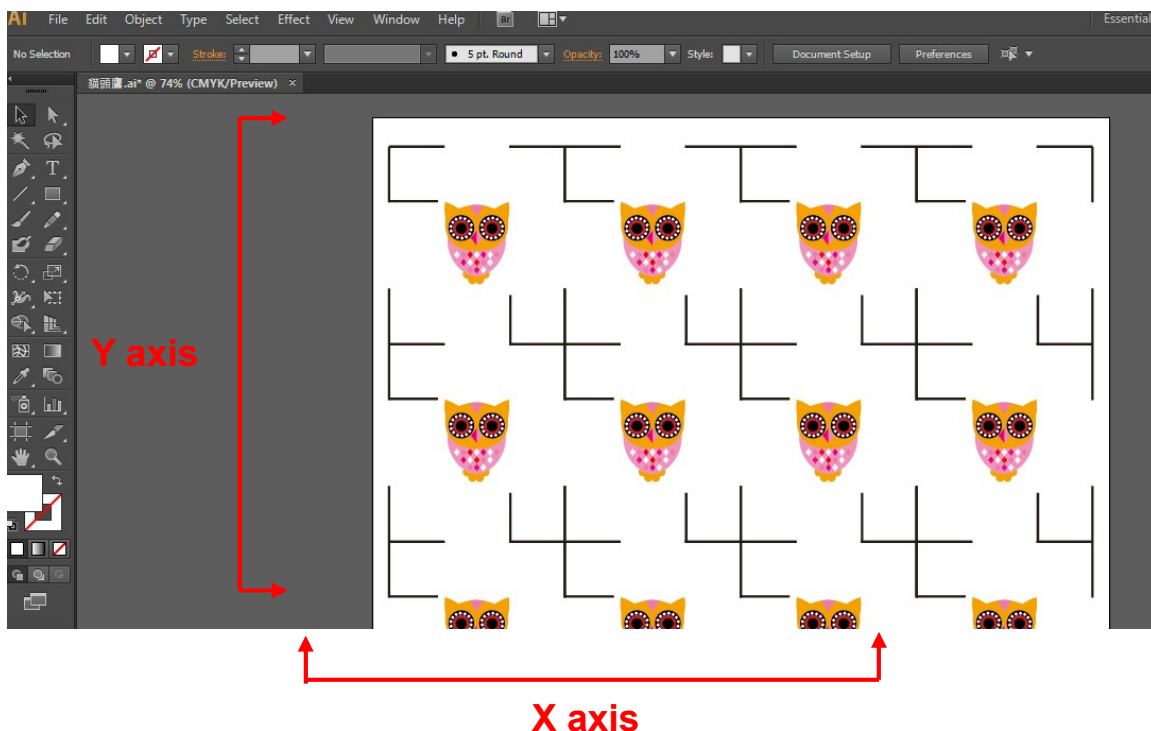 AI File Edit Object Type Select Effect View Window Help Br Essential
No Selection Stroke: 5 pt. Round Opacity: 100% Style: Document Setup Preferences
貓頭鷹.ai* @ 74% (CMYK/Preview) ×
T
Y axis
X axis